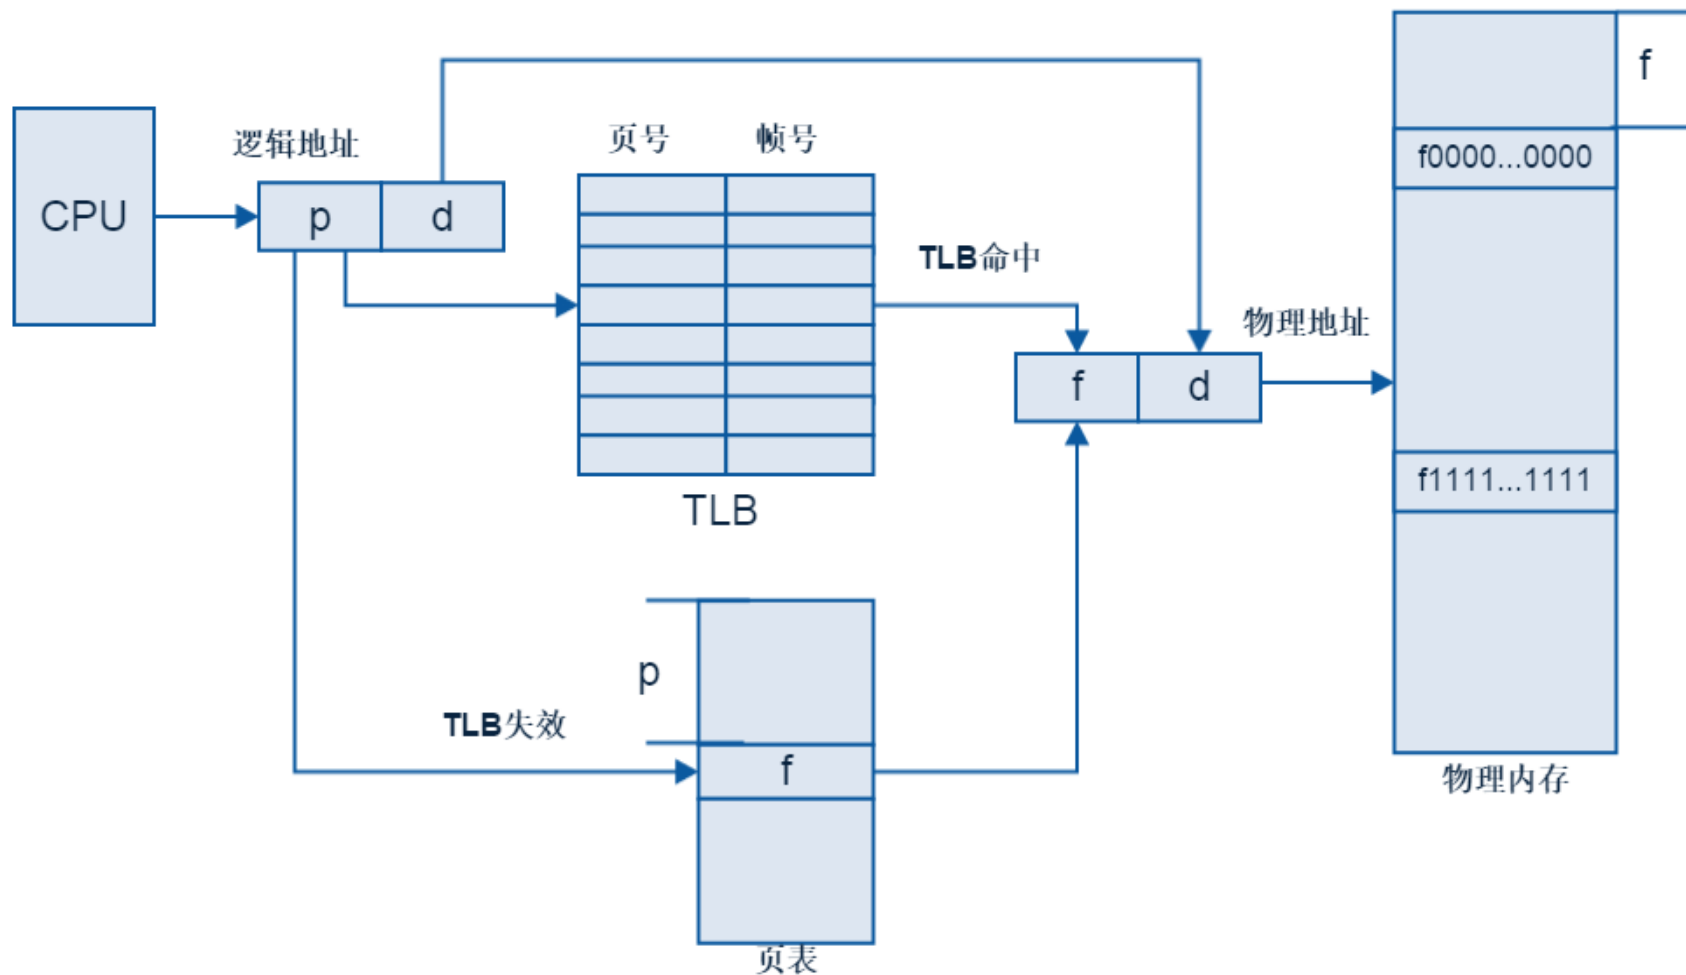 f
f0000...0000
页号
帧号
逻辑地址
CPU
p
d
TLB命中
物理地址
f
d
f1111...1111
TLB
p
TLB失效
f
物理内存
页表